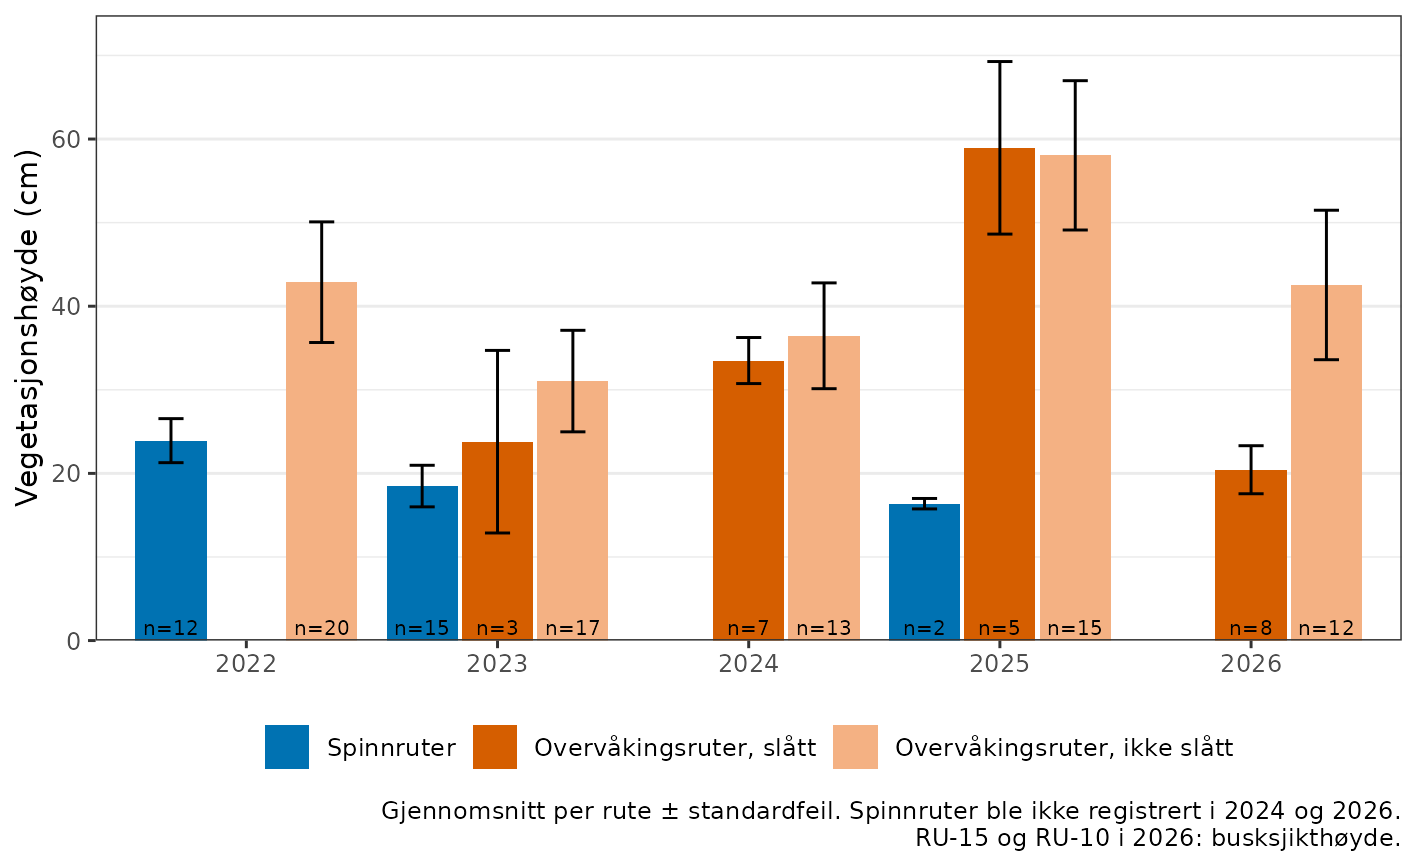 Vegetasjonshøyde (cm)
60
40
20
0
n=12
n=20
n=15
n=3
n=17
n=7
n=13
n=2
n=5
n=15
n=8
n=12
2022
2023
2024
2025
2026
Spinnruter
Overvåkingsruter, slått
Overvåkingsruter, ikke slått
Gjennomsnitt per rute ± standardfeil. Spinnruter ble ikke registrert i 2024 og 2026.
RU-15 og RU-10 i 2026: busksjikthøyde.